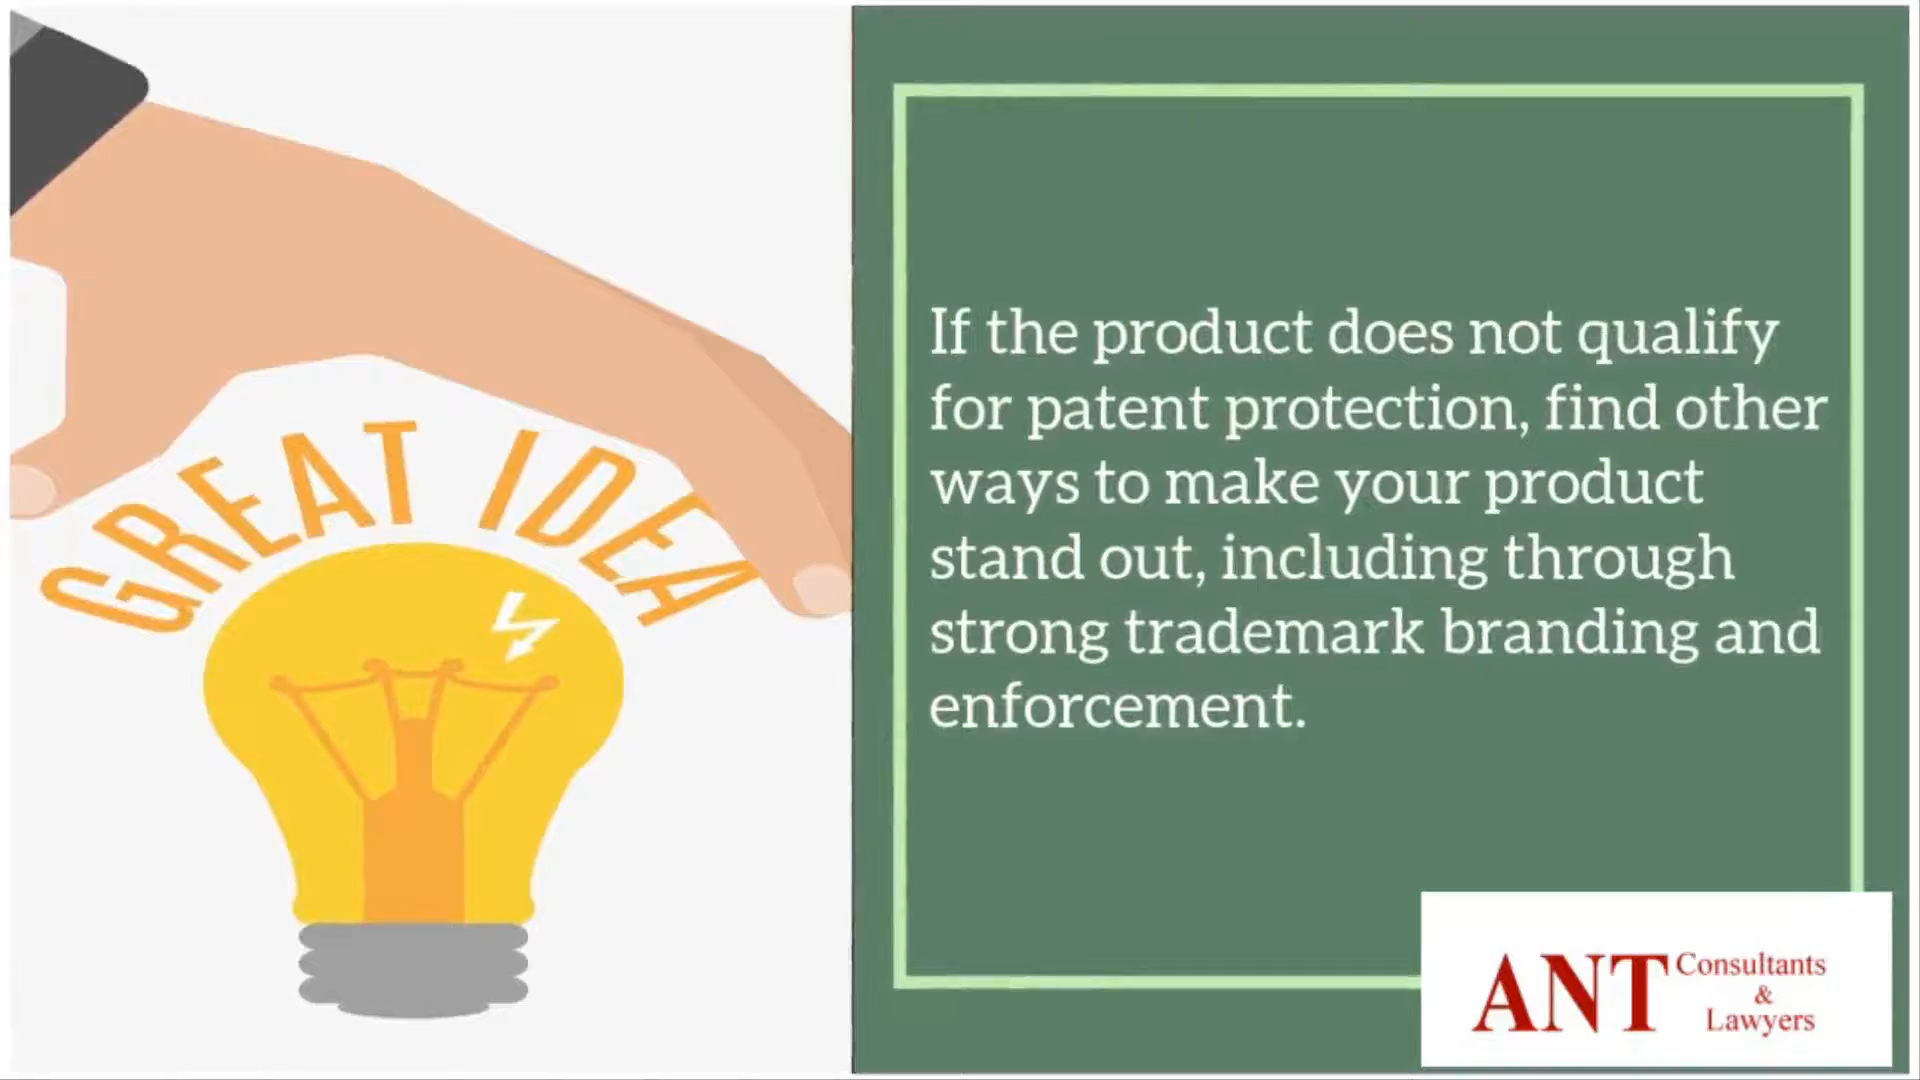 GREAT IDEA
If the product does not qualify
for patent protection, find other
ways to make your product
stand out, including through
strong trademark branding and
enforcement.
ANT Consultants
&
Lawyers